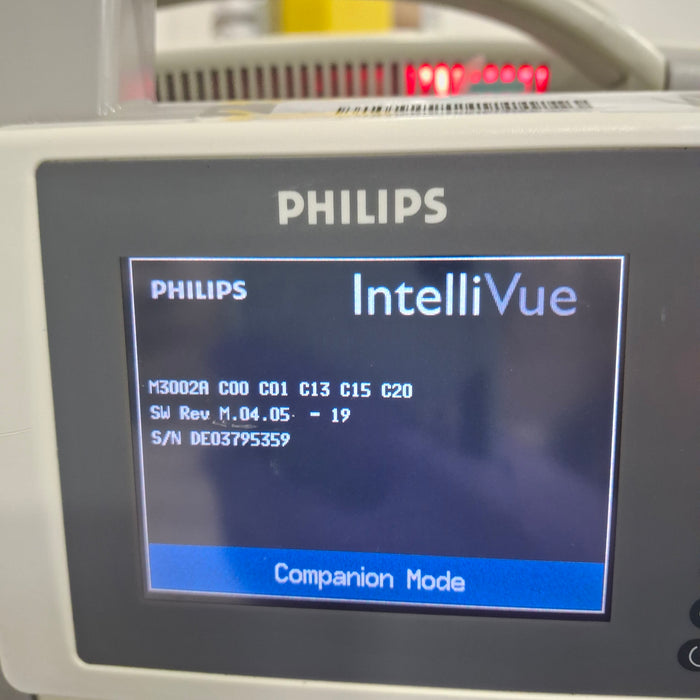 PHILIPS
PHILIPS IntelliVue
M3002A C00 C01 C13 C15 C20
SW Rev M.04.05 - 19
S/N DE03795359
Companion Mode